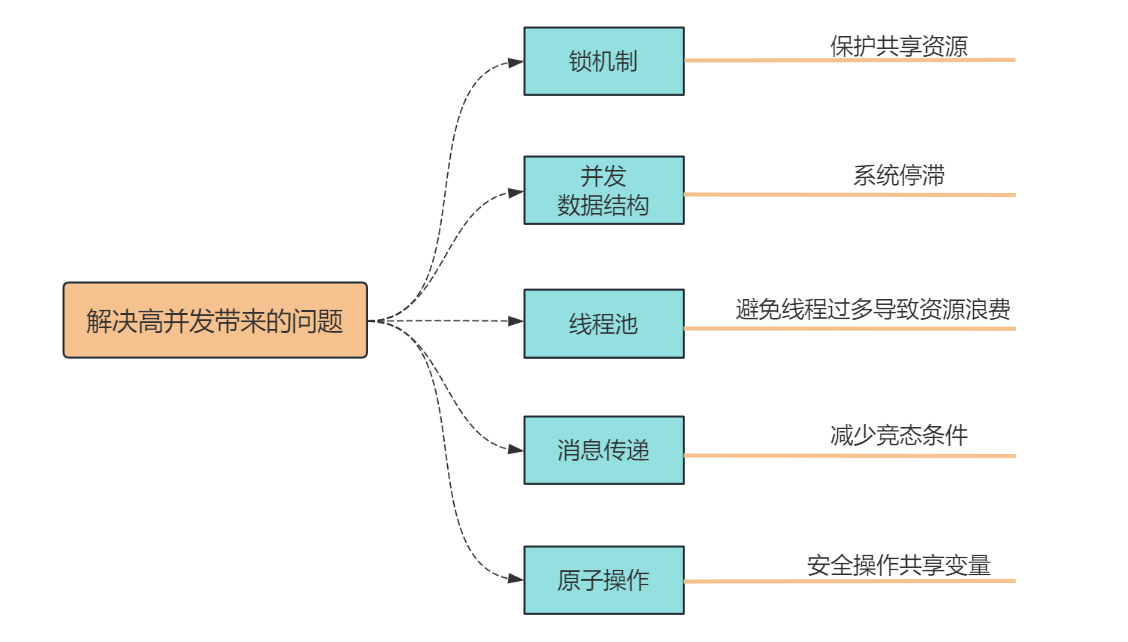 解决高并发带来的问题
锁机制
保护共享资源
并发
数据结构
系统停滞
线程池
避免线程过多导致资源浪费
消息传递
减少竞态条件
原子操作
安全操作共享变量